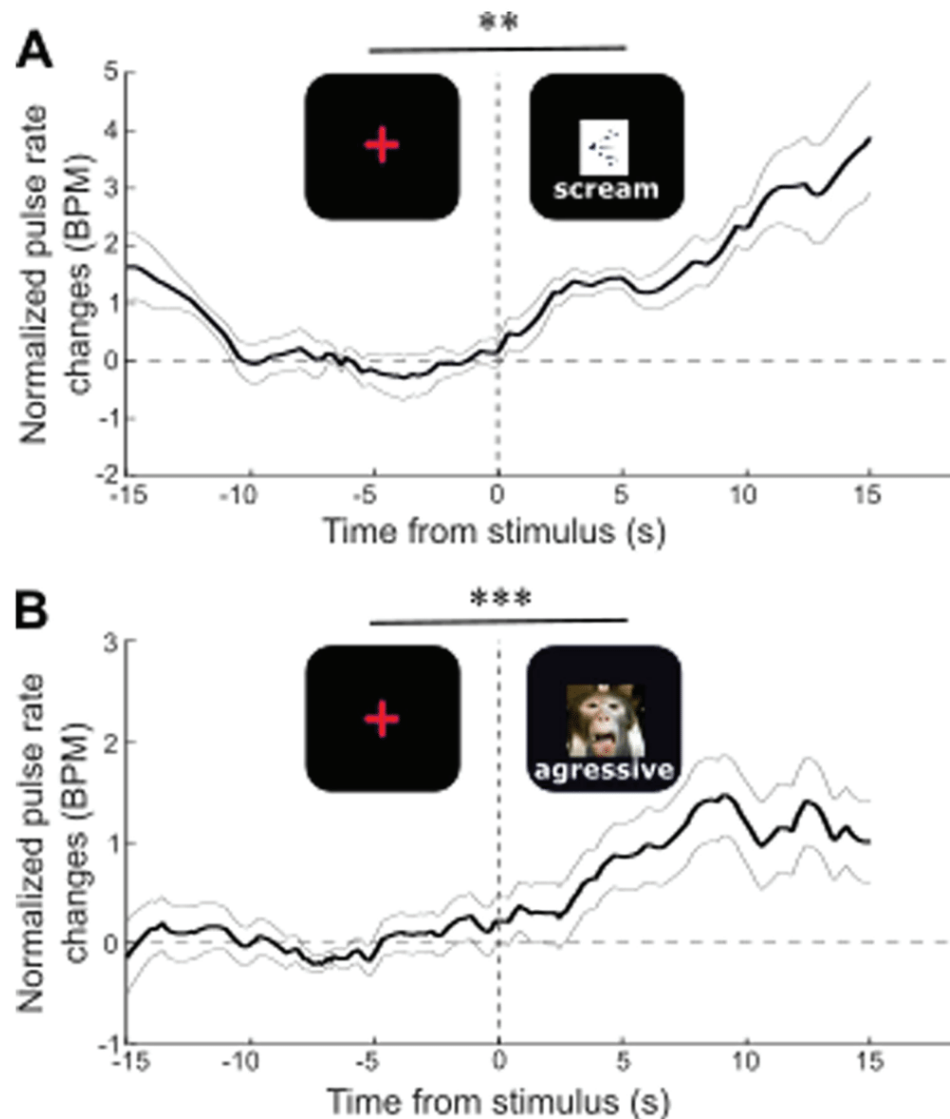 A
**
5
4
3
2
1
0
-1
-2
Normalized pulse rate
changes (BPM)
scream
-15 -10 -5 0 5 10 15
Time from stimulus (s)
B
***
3
2
1
0
-1
Normalized pulse rate
changes (BPM)
agressive
-15 -10 -5 0 5 10 15
Time from stimulus (s)